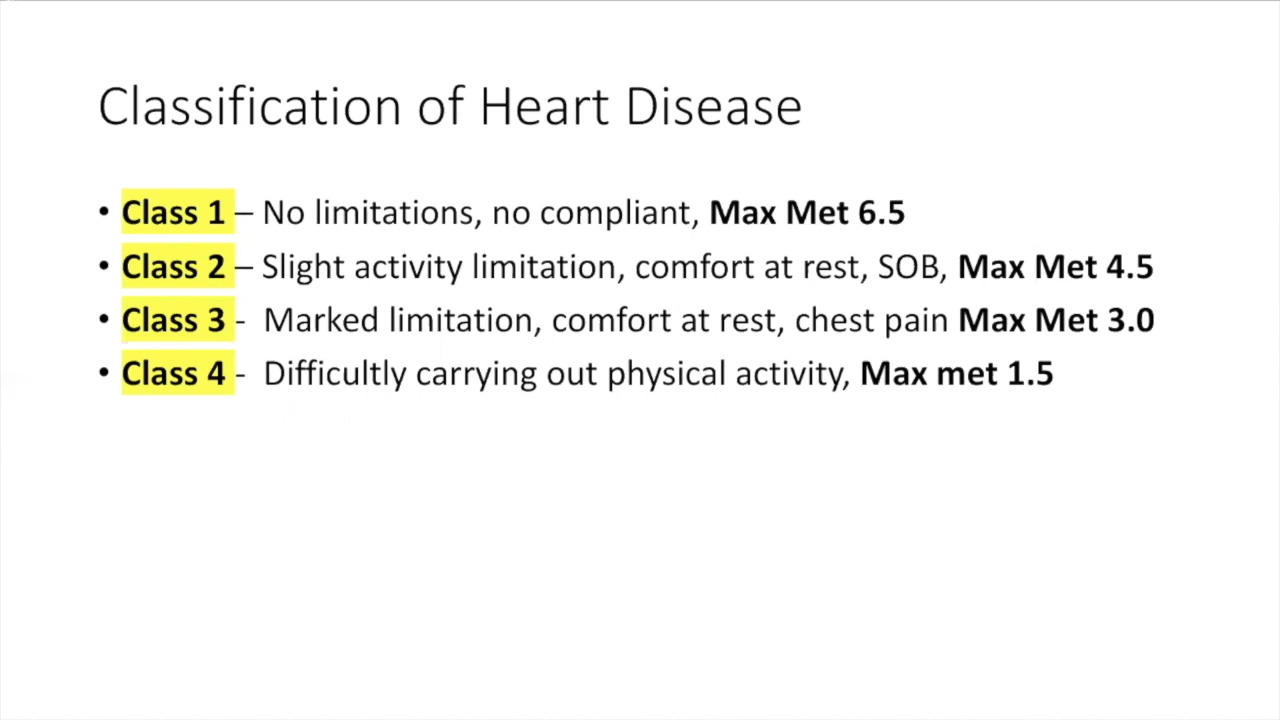 Classification of Heart Disease
• Class 1 – No limitations, no compliant, Max Met 6.5
• Class 2 – Slight activity limitation, comfort at rest, SOB, Max Met 4.5
• Class 3 - Marked limitation, comfort at rest, chest pain Max Met 3.0
• Class 4 - Difficultly carrying out physical activity, Max met 1.5